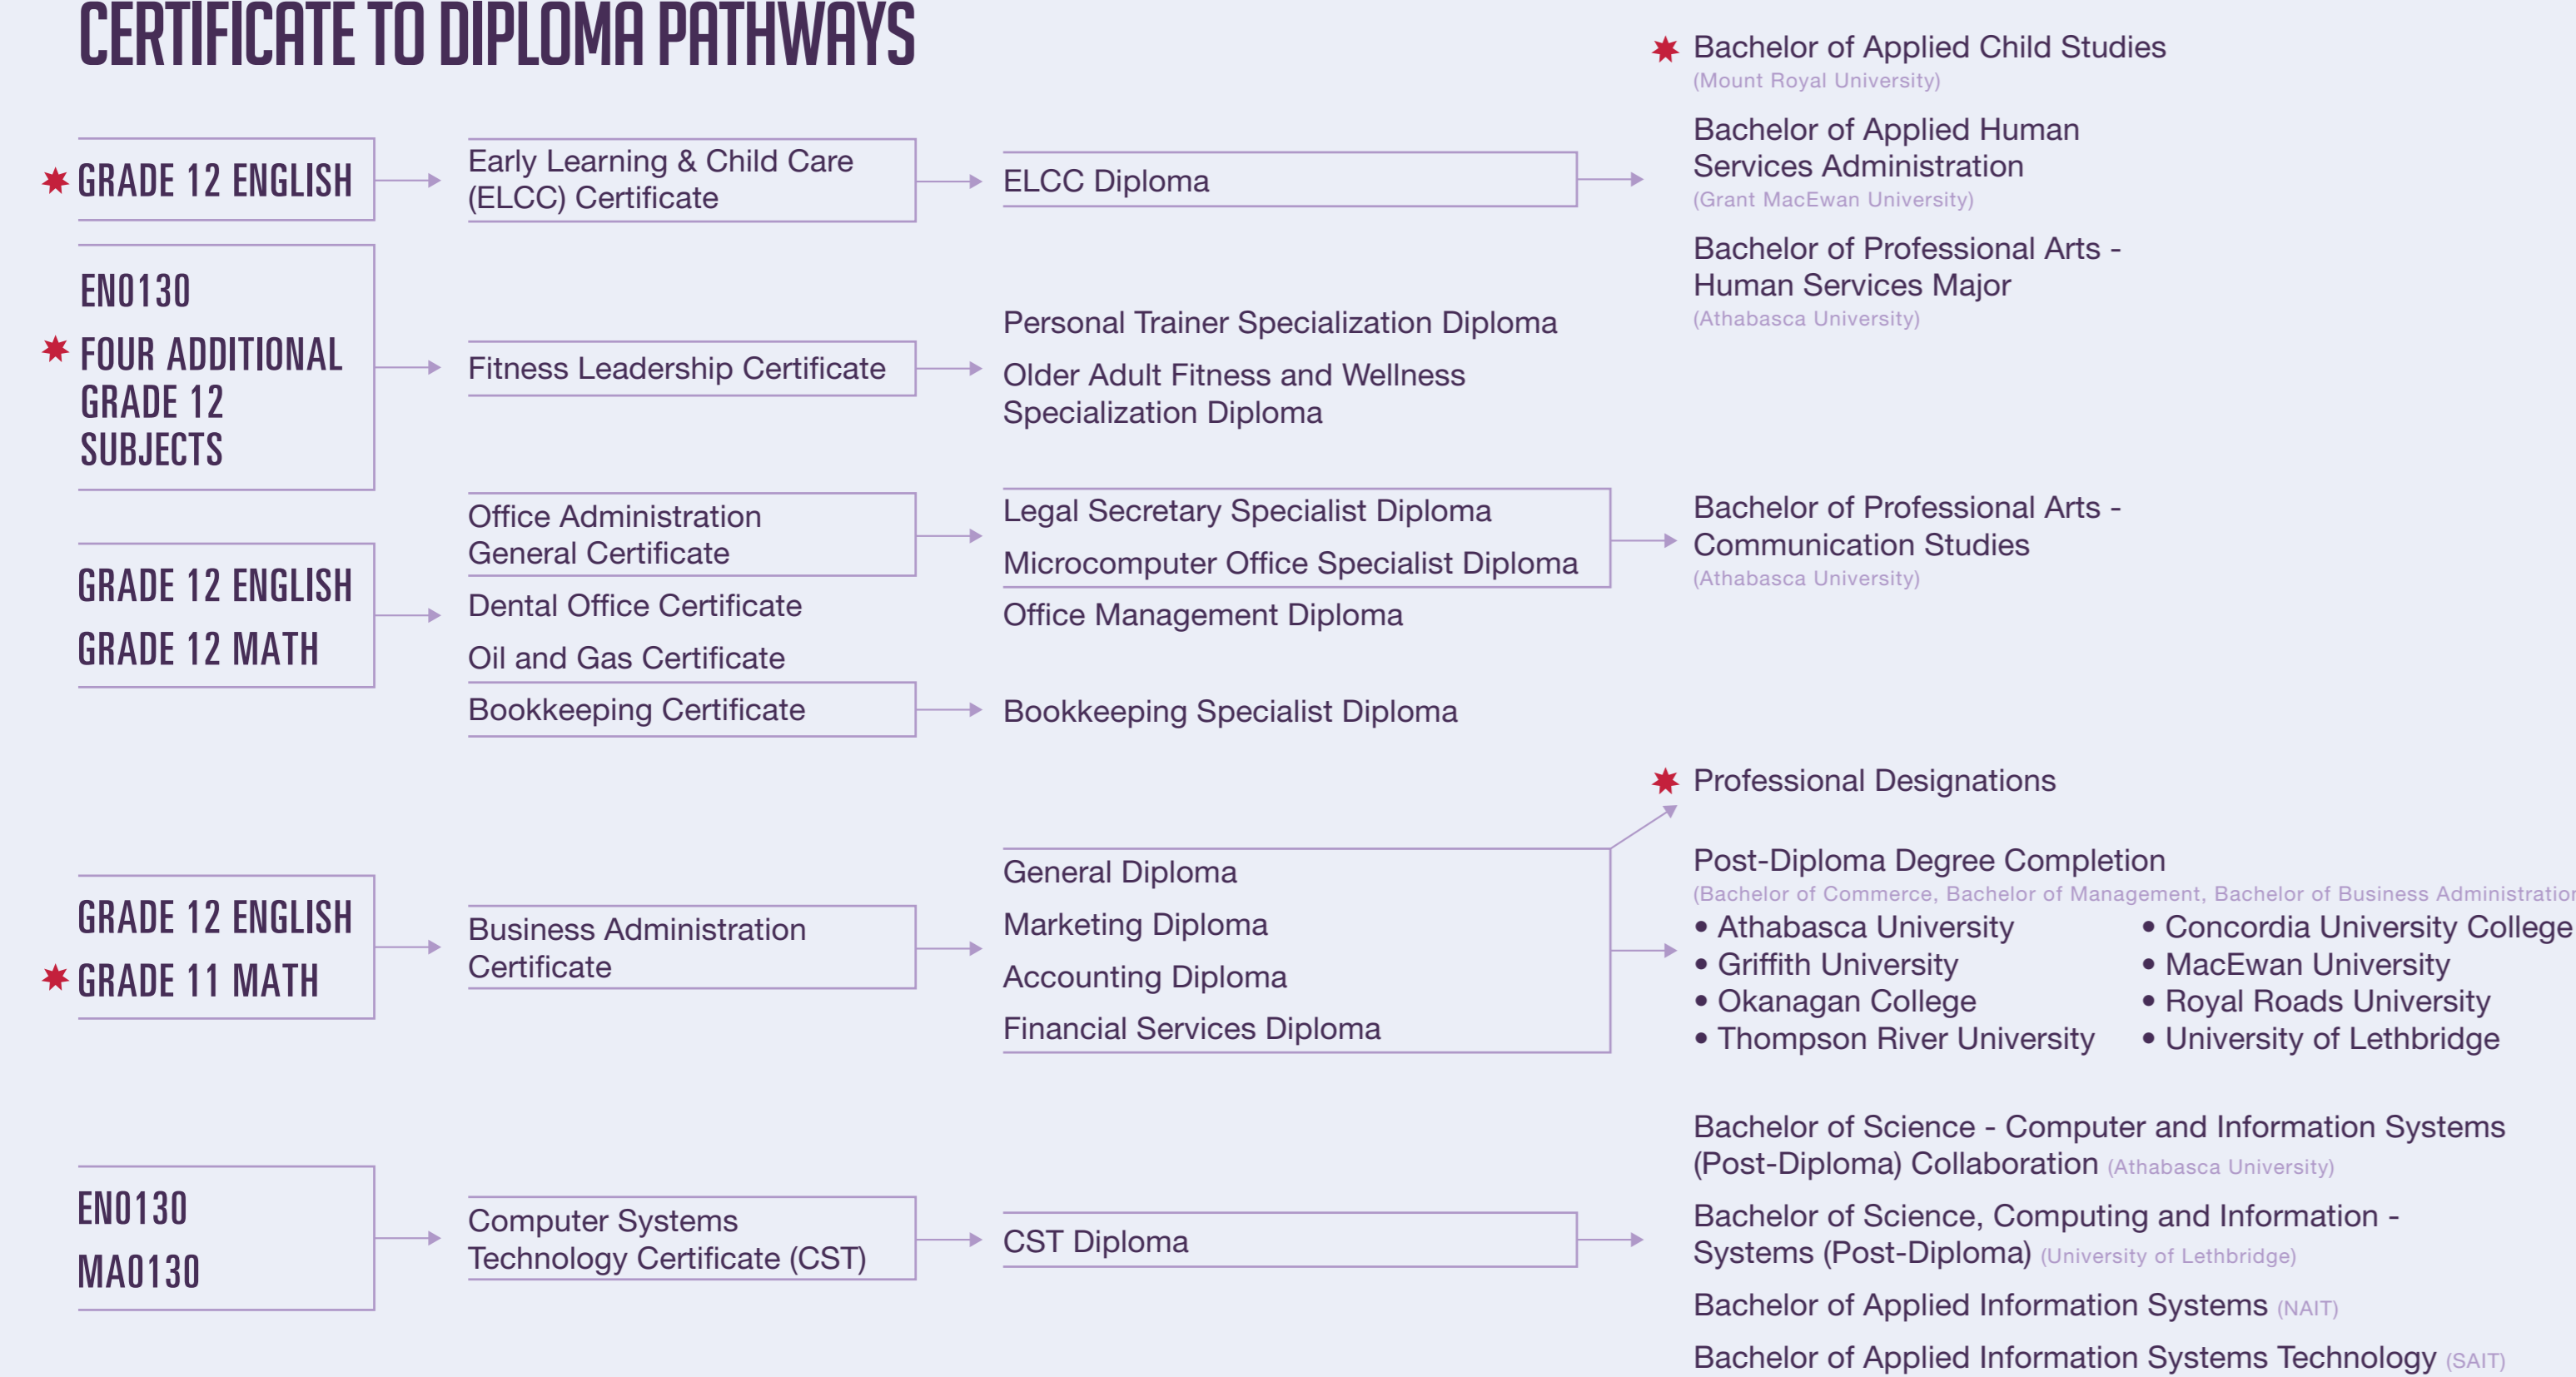 CERTIFICATE TO DIPLOMA PATHWAYS
GRADE 12 ENGLISH
Early Learning & Child Care
(ELCC) Certificate
ELCC Diploma
Bachelor of Applied Child Studies
(Mount Royal University)
Bachelor of Applied Human
Services Administration
(Grant MacEwan University)
Bachelor of Professional Arts -
Human Services Major
(Athabasca University)
EN0130
FOUR ADDITIONAL
GRADE 12
SUBJECTS
Fitness Leadership Certificate
Personal Trainer Specialization Diploma
Older Adult Fitness and Wellness
Specialization Diploma
GRADE 12 ENGLISH
GRADE 12 MATH
Office Administration
General Certificate
Dental Office Certificate
Oil and Gas Certificate
Bookkeeping Certificate
Legal Secretary Specialist Diploma
Microcomputer Office Specialist Diploma
Office Management Diploma
Bookkeeping Specialist Diploma
Bachelor of Professional Arts -
Communication Studies
(Athabasca University)
GRADE 12 ENGLISH
GRADE 11 MATH
Business Administration
Certificate
General Diploma
Marketing Diploma
Accounting Diploma
Financial Services Diploma
Professional Designations
Post-Diploma Degree Completion
(Bachelor of Commerce, Bachelor of Management, Bachelor of Business Administration
• Athabasca University
• Griffith University
• Okanagan College
• Thompson River University
• Concordia University College
• MacEwan University
• Royal Roads University
• University of Lethbridge
EN0130
MA0130
Computer Systems
Technology Certificate (CST)
CST Diploma
Bachelor of Science - Computer and Information Systems
(Post-Diploma) Collaboration (Athabasca University)
Bachelor of Science, Computing and Information -
Systems (Post-Diploma) (University of Lethbridge)
Bachelor of Applied Information Systems (NAIT)
Bachelor of Applied Information Systems Technology (SAIT)